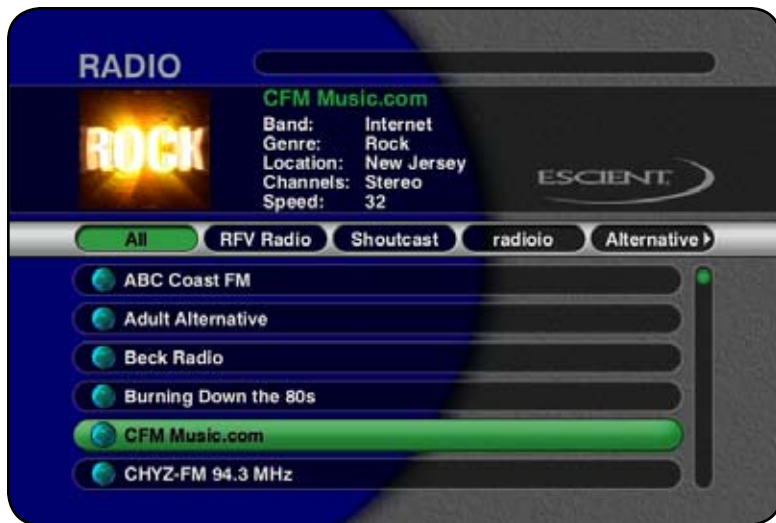 RADIO
ROCK
CFM Music.com
Band: Internet
Genre: Rock
Location: New Jersey
Channels: Stereo
Speed: 32
ESCIENT
All RFV Radio Shoutcast radioio Alternative
ABC Coast FM
Adult Alternative
Beck Radio
Burning Down the 80s
CFM Music.com
CHYZ-FM 94.3 MHz